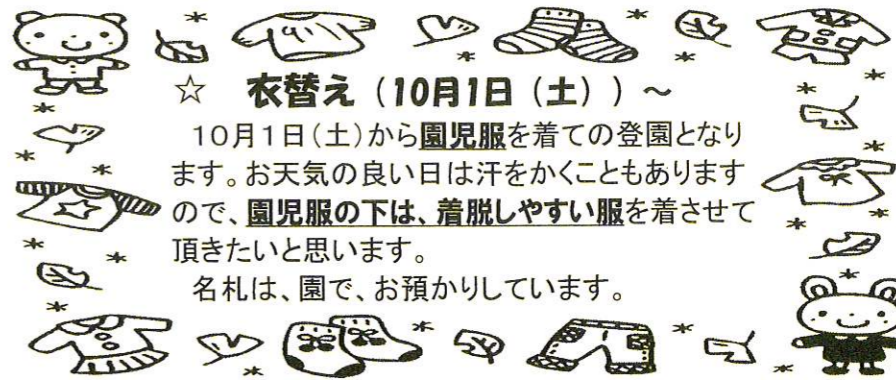 ☆ 衣替え（10月1日（土））～
10月1日（土）から園児服を着ての登園となり
ます。お天気の良い日は汗をかくこともあります
ので、園児服の下は、着脱しやすい服を着させて
頂きたいと思います。
名札は、園で、お預かりしています。